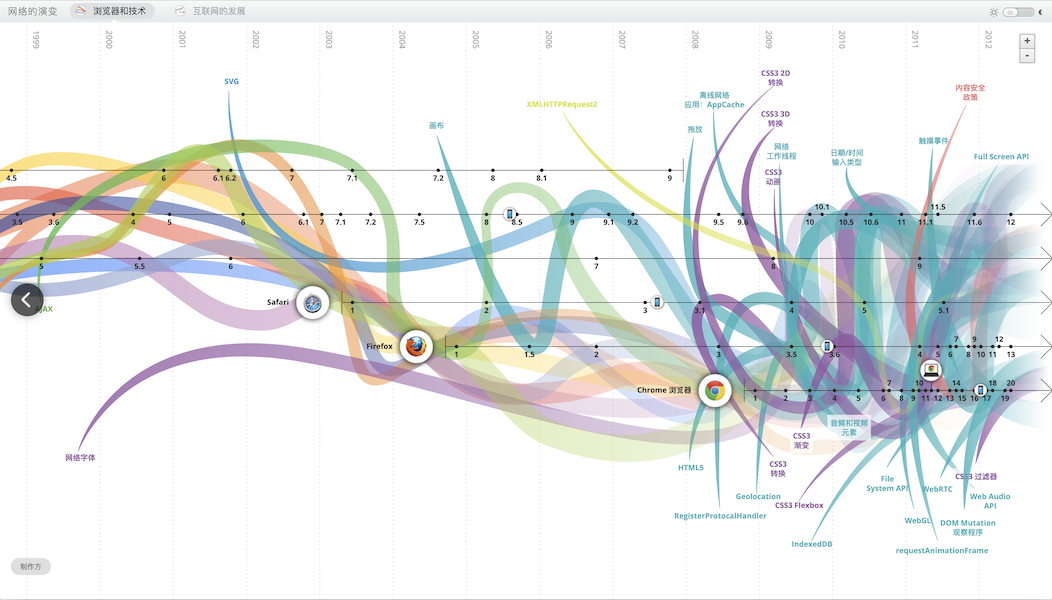 网络的演变
浏览器和技术
互联网的发展
1999
2000
2001
2002
2003
2004
2005
2006
2007
2008
2009
2010
2011
2012
+
-
SVG
画布
XMLHTTPRequest2
离线网络
应用：AppCache
拖放
CSS3 2D
转换
CSS3 3D
转换
网络
工作线程
CSS3
动画
日期/时间
输入类型
触摸事件
内容安全
政策
Full Screen API
4.5 6 6.1 6.2 7 7.1 7.2 8 8.1 9
10.1 11.5
3.5 3.6 4 5 6 6.1 7 7.1 7.2 7.5 8 8.5 9 9.1 9.2 9.5 9.6 10 10.5 10.6 11 11.1 11.6 12
5 5.5 6 7 8 9
Safari
1 2 3 3.1 4 5 5.1
AJAX
Firefox
7 9 12
1 1.5 2 3 3.5 3.6 4 5 6 8 10 11 13
Chrome 浏览器
7 10 14 18 20
1 2 3 4 5 6 8 9 11 12 13 15 16 17 19
网络字体
HTML5
RegisterProtocalHandler
Geolocation
CSS3
转换
CSS3
渐变
CSS3 Flexbox
音频和视频
元素
IndexedDB
File
System API
WebGL
WebRTC
requestAnimationFrame
CSS3 过滤器
Web Audio
API
DOM Mutation
观察程序
制作方